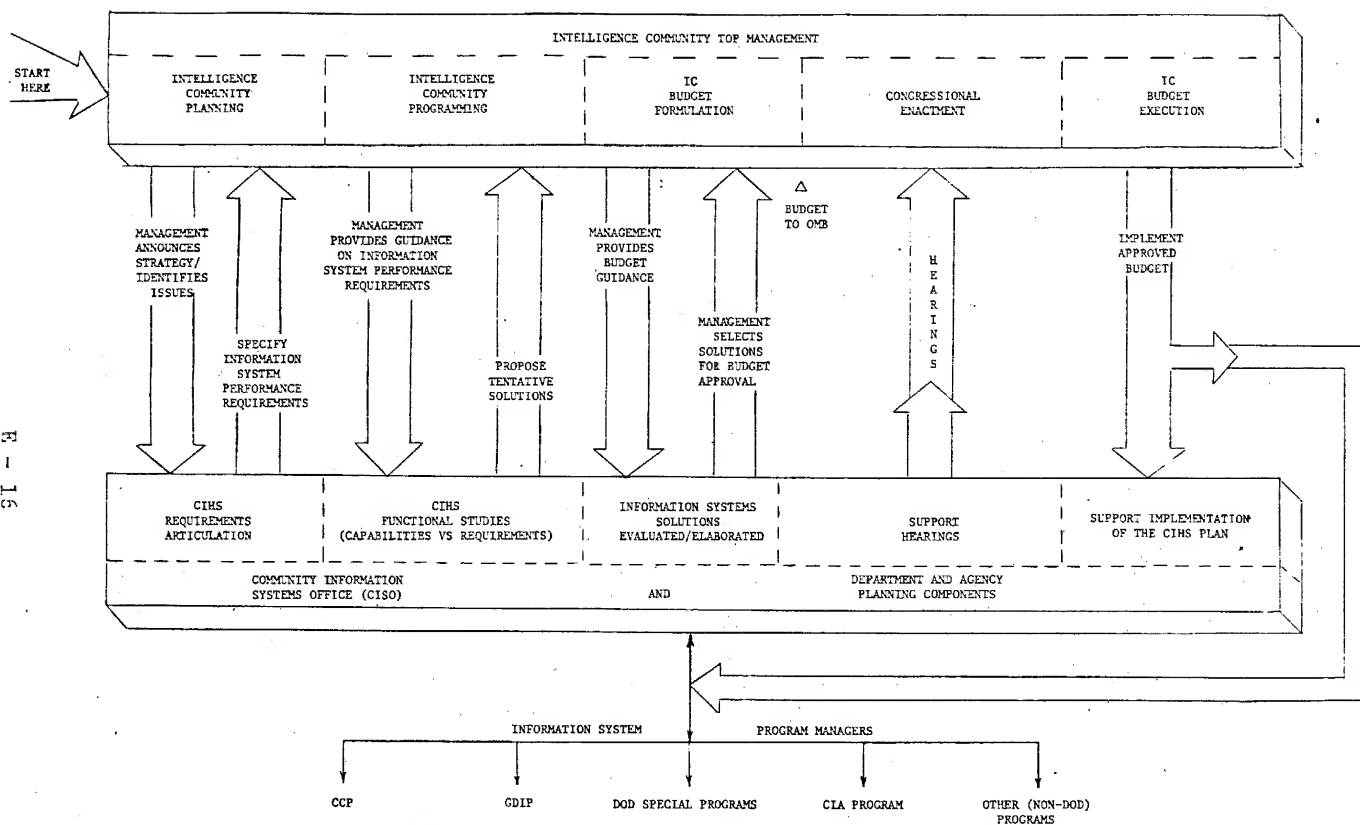 INTELLIGENCE COMMUNITY TOP MANAGEMENT
START
HERE
INTELLIGENCE
COMMUNITY
PLANNING
INTELLIGENCE
COMMUNITY
PROGRAMMING
IC
BUDGET
FORMULATION
CONGRESSIONAL
ENACTMENT
IC
BUDGET
EXECUTION
MANAGEMENT
ANNOUNCES
STRATEGY/
IDENTIFIES
ISSUES
SPECIFY
INFORMATION
SYSTEM
PERFORMANCE
REQUIREMENTS
MANAGEMENT
PROVIDES GUIDANCE
ON INFORMATION
SYSTEM PERFORMANCE
REQUIREMENTS
PROPOSE
TENTATIVE
SOLUTIONS
MANAGEMENT
PROVIDES
BUDGET
GUIDANCE
MANAGEMENT
SELECTS
SOLUTIONS
FOR BUDGET
APPROVAL
BUDGET
TO OMB
HEARINGS
IMPLEMENT
APPROVED
BUDGET
CIHS
REQUIREMENTS
ARTICULATION
CIHS
FUNCTIONAL STUDIES
(CAPABILITIES VS REQUIREMENTS)
INFORMATION SYSTEMS
SOLUTIONS
EVALUATED/ELABORATED
SUPPORT
HEARINGS
SUPPORT IMPLEMENTATION
OF THE CIHS PLAN
COMMUNITY INFORMATION
SYSTEMS OFFICE (CISO)
AND
DEPARTMENT AND AGENCY
PLANNING COMPONENTS
INFORMATION SYSTEM PROGRAM MANAGERS
CCP
GDIP
DOD SPECIAL PROGRAMS
CIA PROGRAM
OTHER (NON-DOD)
PROGRAMS
E - 16